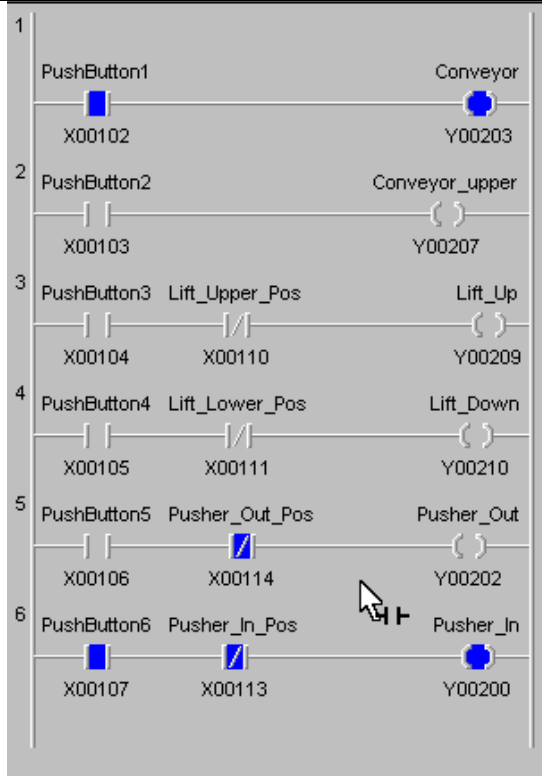 1
PushButton1 Conveyor
X00102 Y00203
2
PushButton2 Conveyor_upper
X00103 Y00207
3
PushButton3 Lift_Upper_Pos Lift_Up
X00104 X00110 Y00209
4
PushButton4 Lift_Lower_Pos Lift_Down
X00105 X00111 Y00210
5
PushButton5 Pusher_Out_Pos Pusher_Out
X00106 X00114 Y00202
6
PushButton6 Pusher_In_Pos Pusher_In
X00107 X00113 Y00200